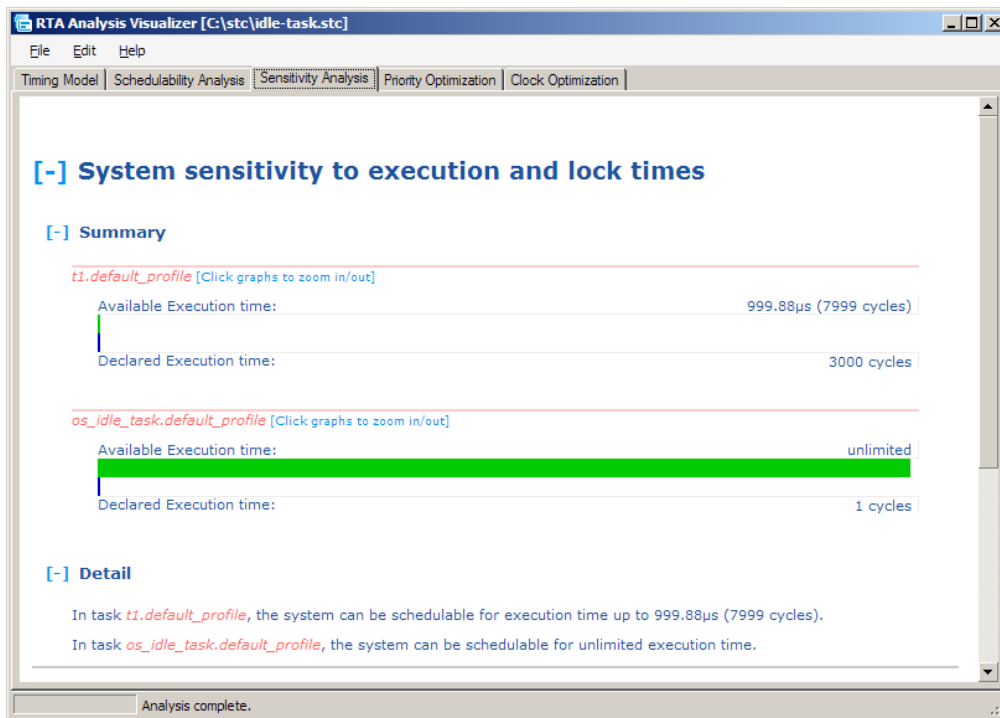 RTA Analysis Visualizer [C:\stc\idle-task.stc]
File Edit Help
Timing Model Schedulability Analysis Sensitivity Analysis Priority Optimization Clock Optimization
[-] System sensitivity to execution and lock times
[-] Summary
t1.default_profile [Click graphs to zoom in/out]
Available Execution time: 999.88µs (7999 cycles)
Declared Execution time: 3000 cycles
os_idle_task.default_profile [Click graphs to zoom in/out]
Available Execution time: unlimited
Declared Execution time: 1 cycles
[-] Detail
In task t1.default_profile, the system can be schedulable for execution time up to 999.88µs (7999 cycles).
In task os_idle_task.default_profile, the system can be schedulable for unlimited execution time.
Analysis complete.